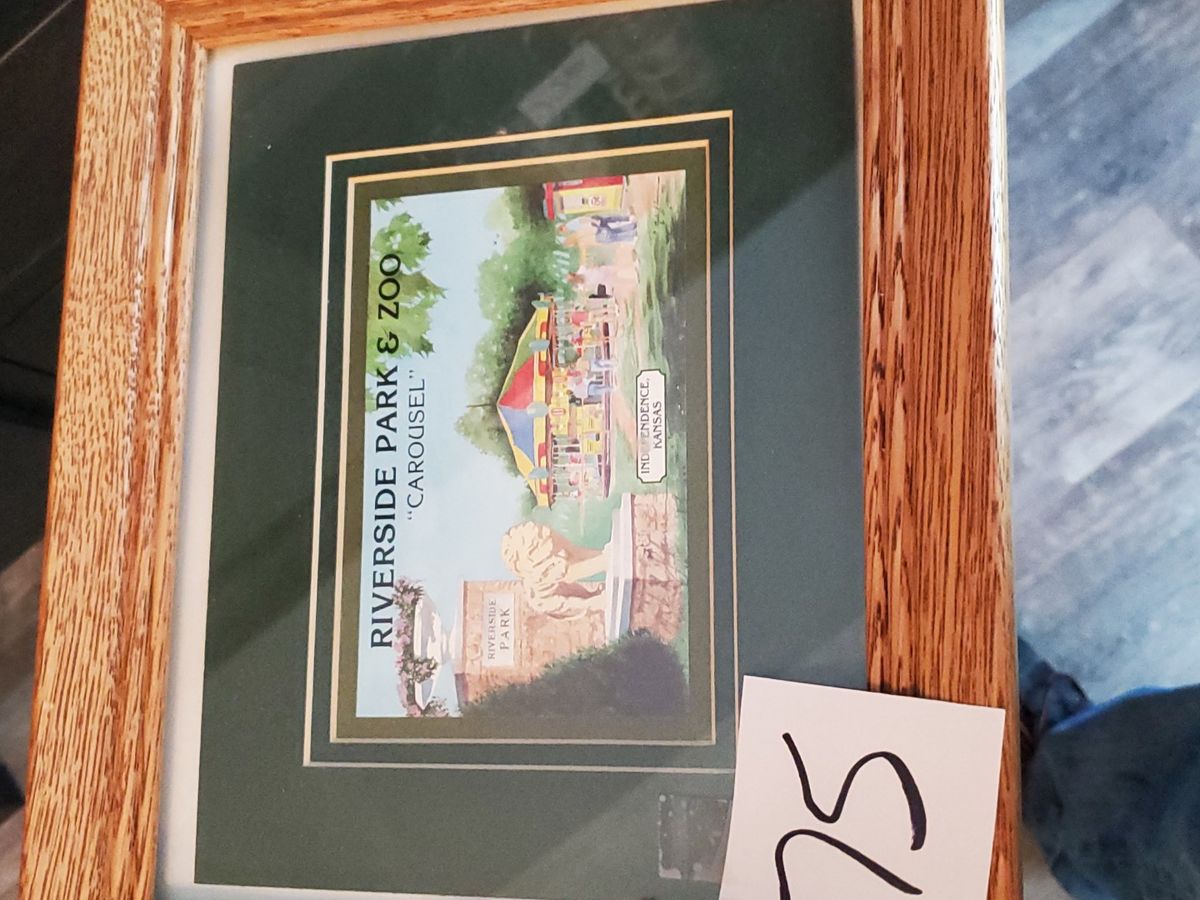 RIVERSIDE PARK & ZOO
"CAROUSEL"
RIVERSIDE
PARK
INDEPENDENCE,
KANSAS
75